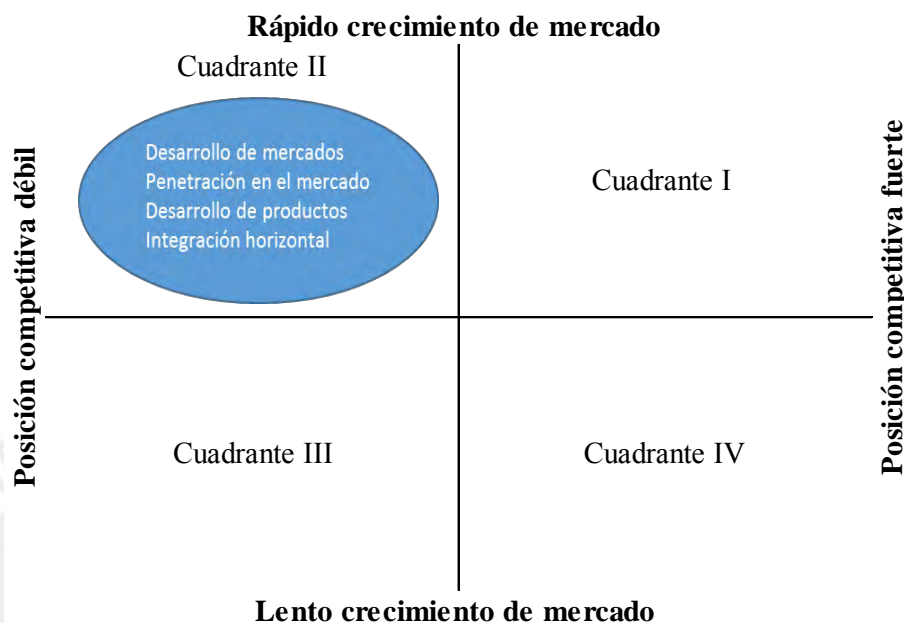 Rápido crecimiento de mercado
Cuadrante II
Desarrollo de mercados
Penetración en el mercado
Desarrollo de productos
Integración horizontal
Cuadrante I
Posición competitiva débil
Posición competitiva fuerte
Cuadrante III
Cuadrante IV
Lento crecimiento de mercado